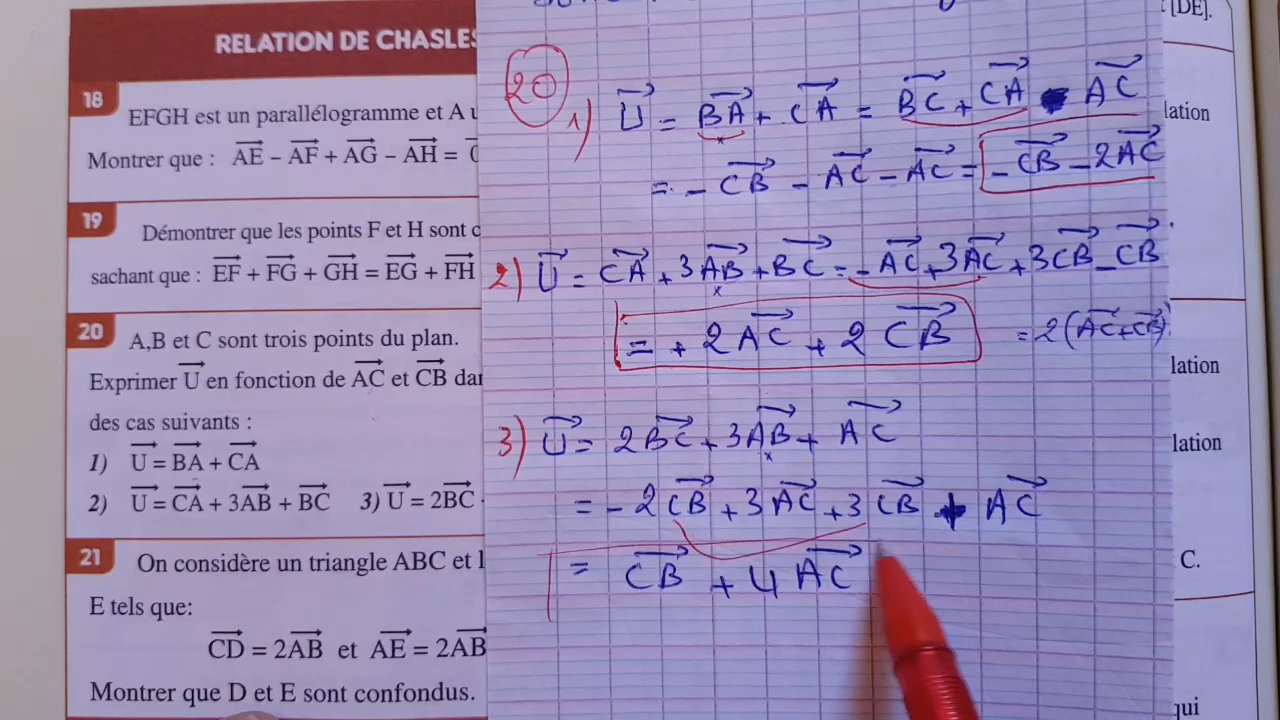 [DE].
RELATION DE CHASLES
18
EFGH est un parallélogramme et A
Montrer que : AE⃗ – AF⃗ + AG⃗ – AH⃗ =
19
Démontrer que les points F et H sont
sachant que : EF⃗ + FG⃗ + GH⃗ = EG⃗ + FH⃗
20
A,B et C sont trois points du plan.
Exprimer U⃗ en fonction de AC⃗ et CB⃗
des cas suivants :
1) U⃗ = BA⃗ + CA⃗
2) U⃗ = CA⃗ + 3AB⃗ + BC⃗ 3) U⃗ = 2BC⃗
21
On considère un triangle ABC et
E tels que:
CD⃗ = 2AB⃗ et AE⃗ = 2AB⃗
Montrer que D et E sont confondus.
20
1) U⃗ = BA⃗ + CA⃗ = BC⃗ + CA⃗ AC⃗
= - CB⃗ - AC⃗ - AC⃗ = - CB⃗ - 2AC⃗
2) U⃗ = CA⃗ + 3AB⃗ + BC⃗ = - AC⃗ + 3AC⃗ + 3CB⃗ - CB⃗
= + 2AC⃗ + 2 CB⃗ = 2(AC⃗ + CB⃗)
3) U⃗ = 2BC⃗ + 3AB⃗ + AC⃗
= - 2CB⃗ + 3AC⃗ + 3CB⃗ + AC⃗
= CB⃗ + 4AC⃗
lation
lation
lation
C.
qui